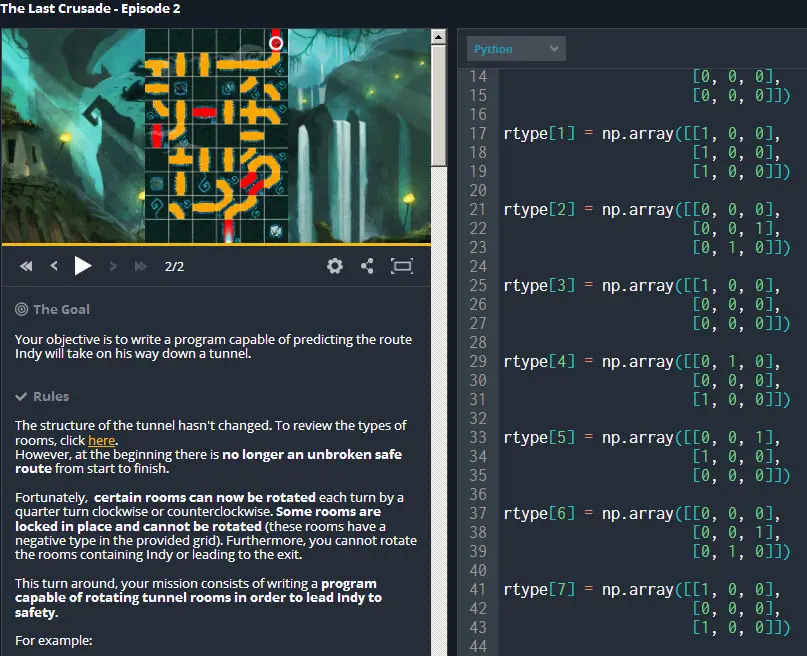 The Last Crusade - Episode 2
2/2
The Goal
Your objective is to write a program capable of predicting the route
Indy will take on his way down a tunnel.
Rules
The structure of the tunnel hasn't changed. To review the types of
rooms, click here.
However, at the beginning there is no longer an unbroken safe
route from start to finish.
Fortunately,  certain rooms can now be rotated each turn by a
quarter turn clockwise or counterclockwise. Some rooms are
locked in place and cannot be rotated (these rooms have a
negative type in the provided grid). Furthermore, you cannot rotate
the rooms containing Indy or leading to the exit.
This turn around, your mission consists of writing a program
capable of rotating tunnel rooms in order to lead Indy to
safety.
For example:
Python
14 [0, 0, 0],
15 [0, 0, 0]])
16
17 rtype[1] = np.array([[1, 0, 0],
18 [1, 0, 0],
19 [1, 0, 0]])
20
21 rtype[2] = np.array([[0, 0, 0],
22 [0, 0, 1],
23 [0, 1, 0]])
24
25 rtype[3] = np.array([[1, 0, 0],
26 [0, 0, 0],
27 [0, 0, 0]])
28
29 rtype[4] = np.array([[0, 1, 0],
30 [0, 0, 0],
31 [1, 0, 0]])
32
33 rtype[5] = np.array([[0, 0, 1],
34 [1, 0, 0],
35 [0, 0, 0]])
36
37 rtype[6] = np.array([[0, 0, 0],
38 [0, 0, 1],
39 [0, 1, 0]])
40
41 rtype[7] = np.array([[1, 0, 0],
42 [0, 0, 0],
43 [1, 0, 0]])
44